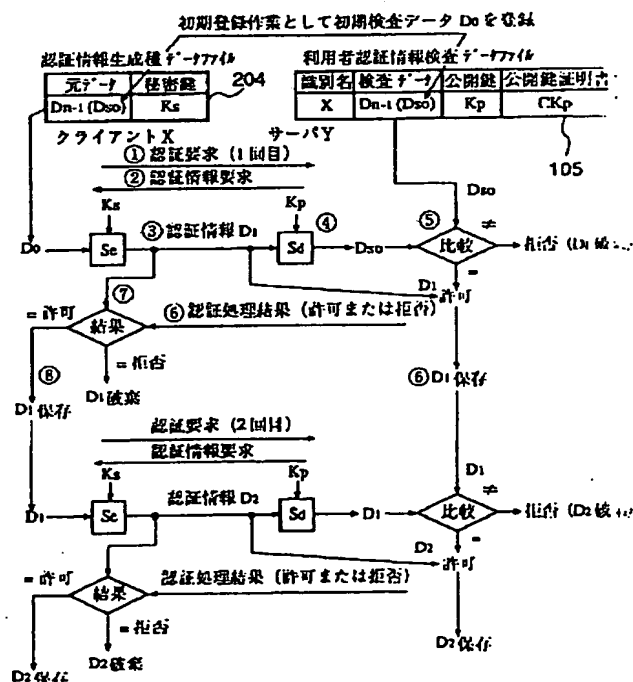 初期登録作業として初期検査データ Do を登録
認証情報生成種データファイル
利用者認証情報検査データファイル
元データ 秘密鍵
Dn-1 (Dso) Ks
204
識別名 検査データ 公開鍵 公開鍵証明書
X Dn-1 (Dso) Kp CKp
105
クライアントX サーバY
① 認証要求 (1回目)
② 認証情報要求
Dso
Ks Kp
③ 認証情報 D1 ④ ⑤ ≠
Do Se Sd Dso 比較 拒否 (D1 破
=
D1 許可
⑦ ⑥ 認証処理結果 (許可または拒否)
= 許可 結果
= 拒否
⑧ D1 破棄 ⑥ D1 保存
D1 保存
認証要求 (2回目)
認証情報要求
D1
Ks Kp
認証情報 D2 ≠
D1 Se Sd D1 比較 拒否 (D2 破
=
D2 許可
認証処理結果 (許可または拒否)
= 許可 結果
= 拒否
D2 保存 D2 破棄 D2 保存